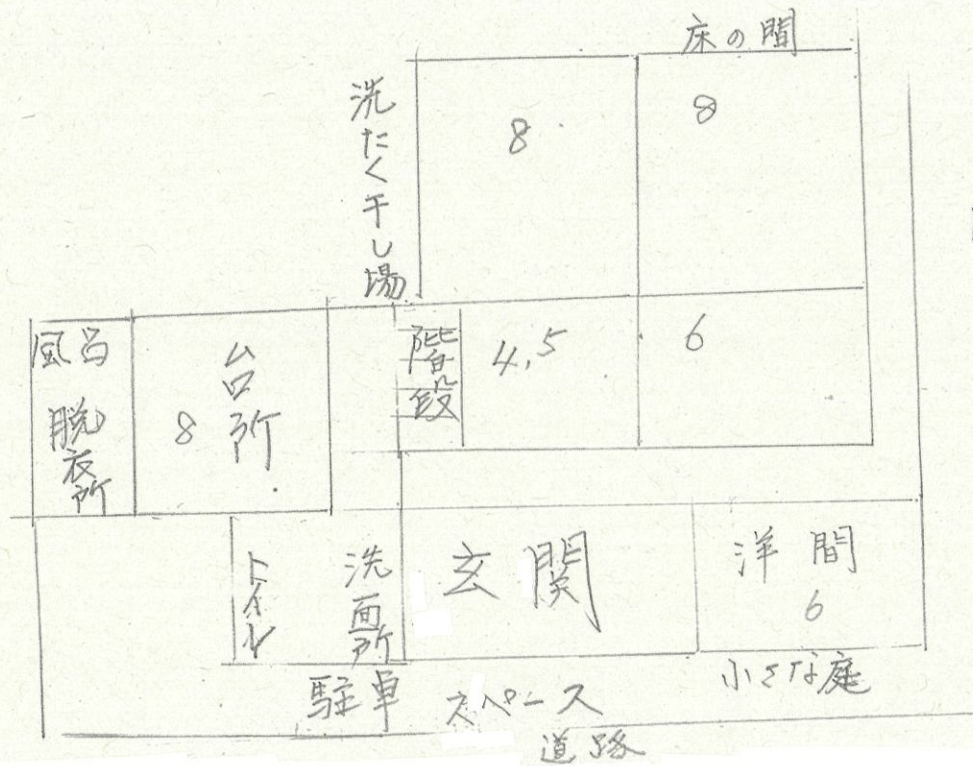 床の間
洗たく干し場
8
8
風呂
脱衣所
台所
8
階段
4.5
6
トイレ
洗面所
玄関
洋間
6
駐車スペース
小さな庭
道路